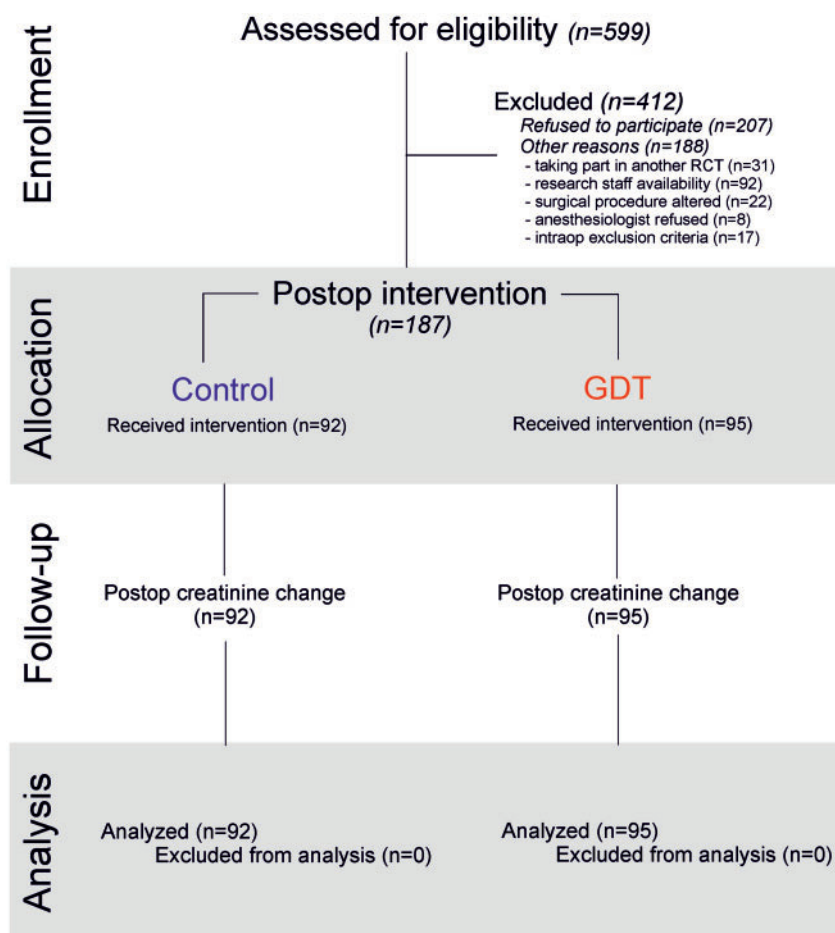 Enrollment
Assessed for eligibility (n=599)
Excluded (n=412)
Refused to participate (n=207)
Other reasons (n=188)
- taking part in another RCT (n=31)
- research staff availability (n=92)
- surgical procedure altered (n=22)
- anesthesiologist refused (n=8)
- intraop exclusion criteria (n=17)
Allocation
Postop intervention
(n=187)
Control
Received intervention (n=92)
GDT
Received intervention (n=95)
Follow-up
Postop creatinine change
(n=92)
Postop creatinine change
(n=95)
Analysis
Analyzed (n=92)
Excluded from analysis (n=0)
Analyzed (n=95)
Excluded from analysis (n=0)